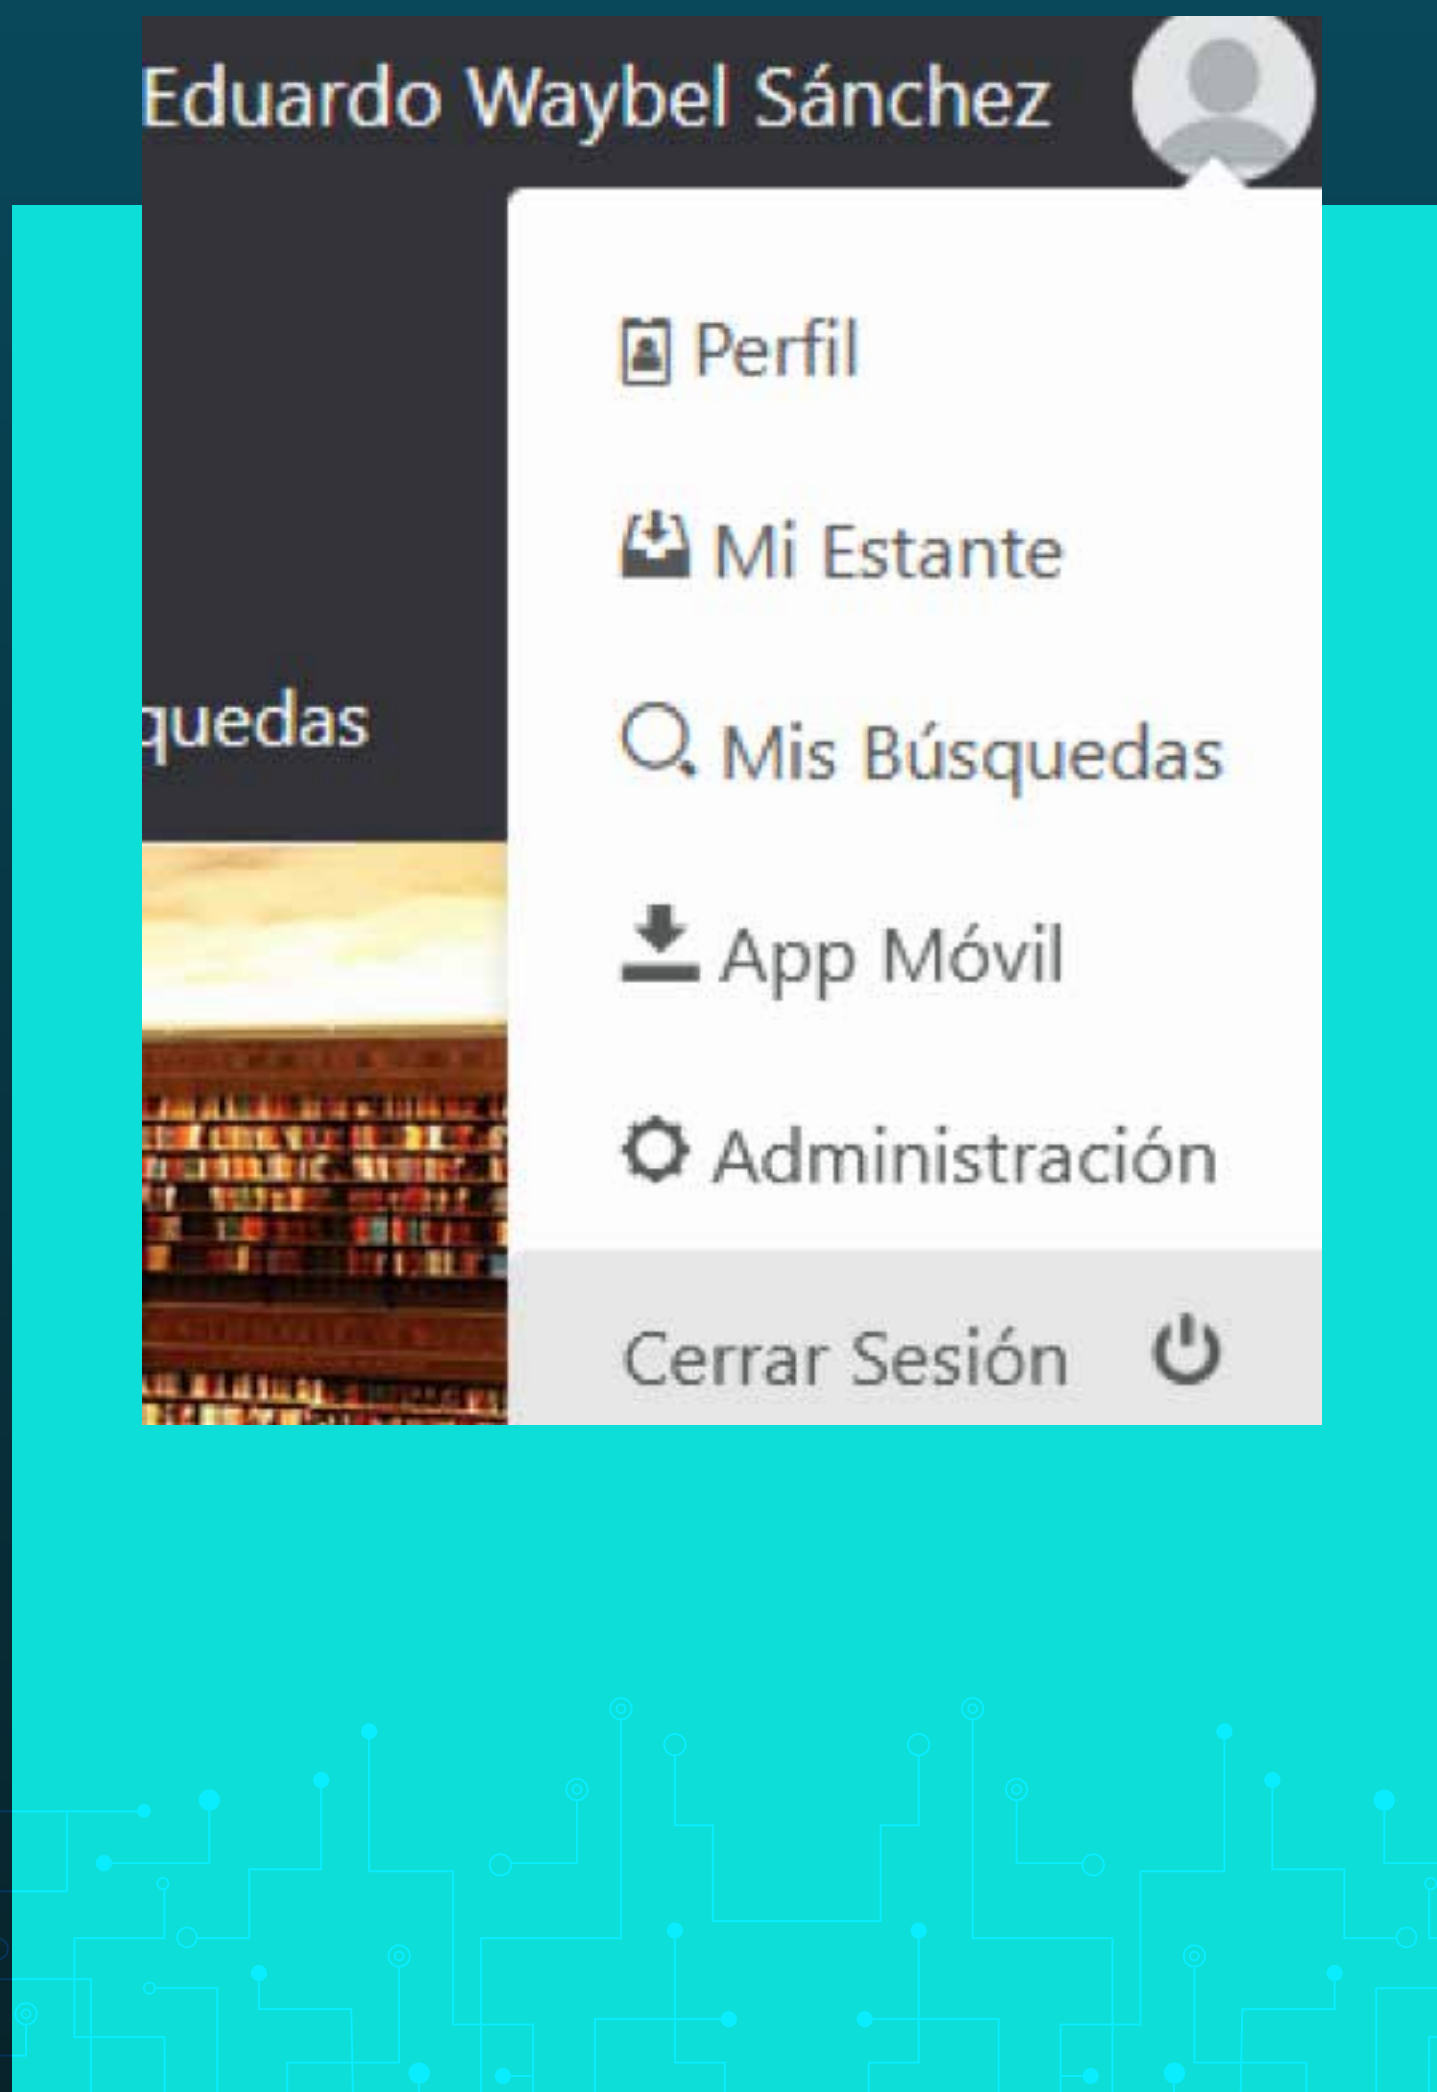 Eduardo Waybel Sánchez
Perfil
Mi Estante
quedas
Mis Búsquedas
App Móvil
Administración
Cerrar Sesión